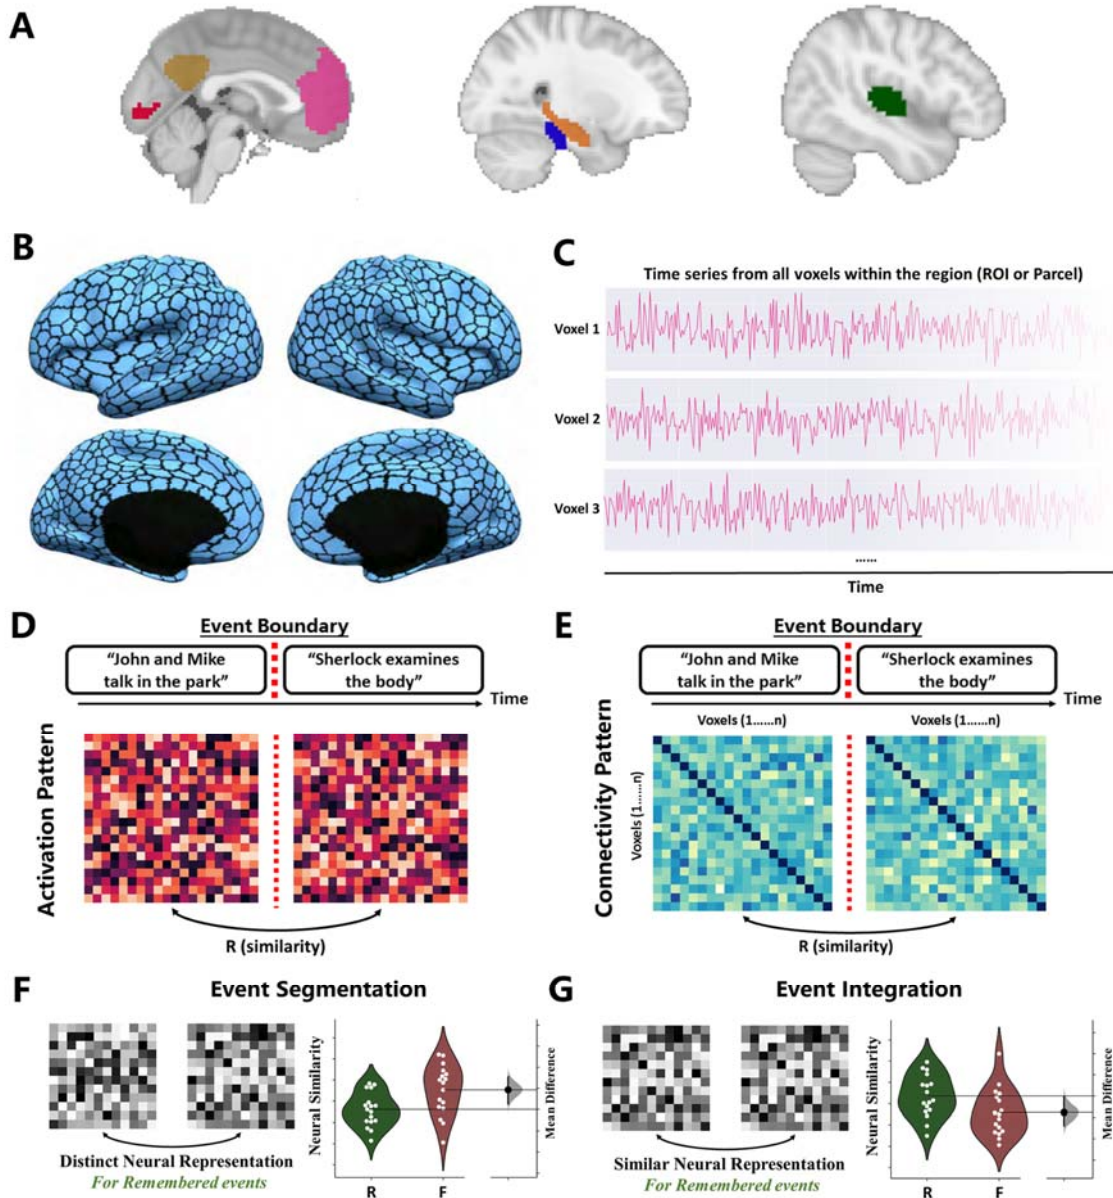 A
B
C
Time series from all voxels within the region (ROI or Parcel)
Voxel 1
Voxel 2
Voxel 3
......
Time
D
Event Boundary
“John and Mike
talk in the park”
“Sherlock examines
the body”
Time
Activation Pattern
R (similarity)
E
Event Boundary
“John and Mike
talk in the park”
“Sherlock examines
the body”
Time
Voxels (1......n)
Voxels (1......n)
Voxels (1......n)
Connectivity Pattern
R (similarity)
F
Event Segmentation
Distinct Neural Representation
For Remembered events
Neural Similarity
R
F
Mean Difference
G
Event Integration
Similar Neural Representation
For Remembered events
Neural Similarity
R
F
Mean Difference